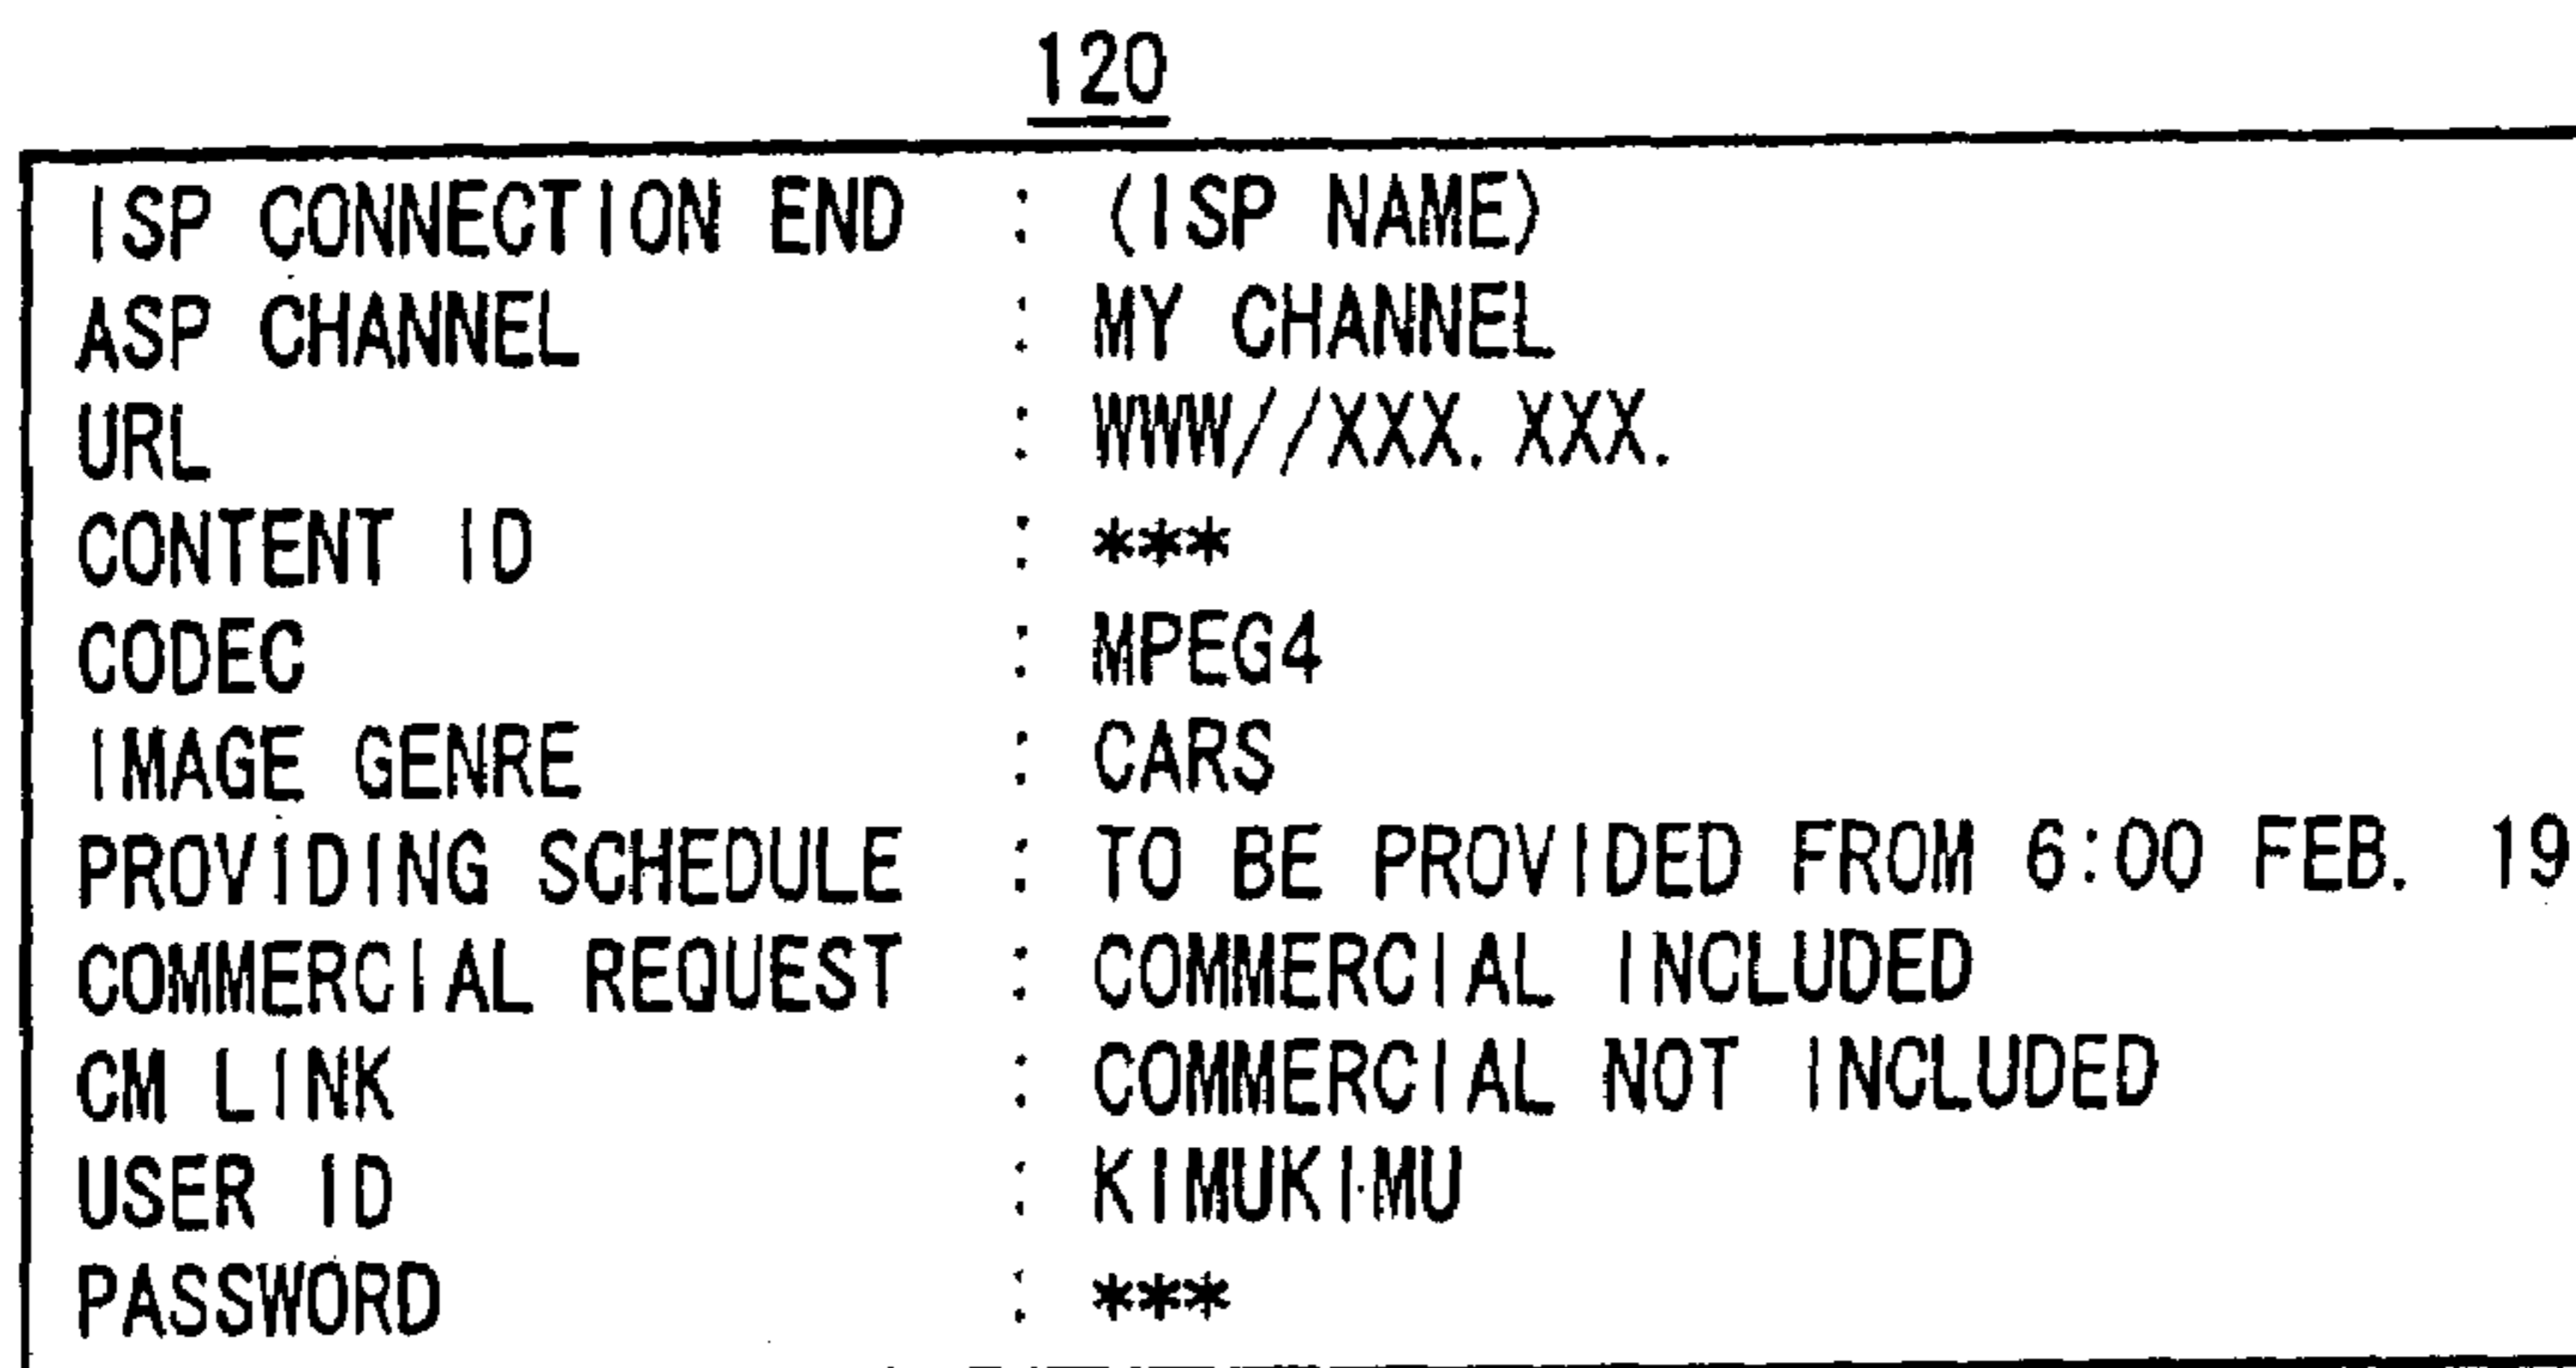 120
ISP CONNECTION END : (ISP NAME)
ASP CHANNEL : MY CHANNEL
URL : WWW//XXX.XXX.
CONTENT ID : ***
CODEC : MPEG4
IMAGE GENRE : CARS
PROVIDING SCHEDULE : TO BE PROVIDED FROM 6:00 FEB. 19
COMMERCIAL REQUEST : COMMERCIAL INCLUDED
CM LINK : COMMERCIAL NOT INCLUDED
USER ID : KIMUKIMU
PASSWORD : ***